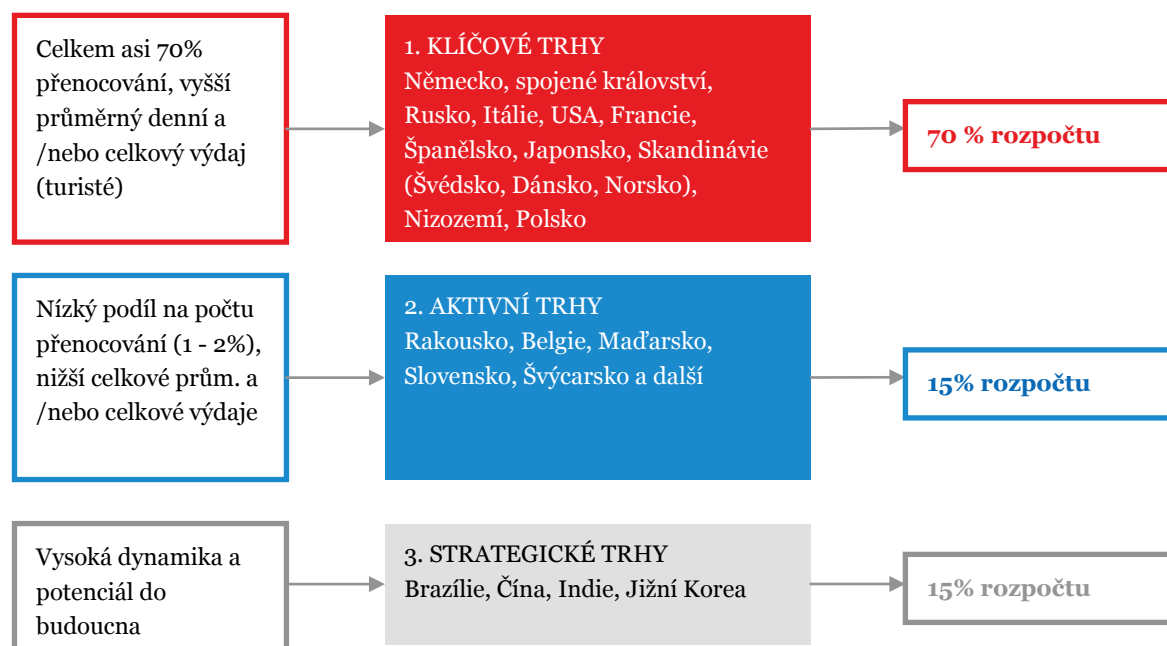 Celkem asi 70%
přenocování, vyšší
průměrný denní a
/nebo celkový výdaj
(turisté)
1. KLÍČOVÉ TRHY
Německo, spojené království,
Rusko, Itálie, USA, Francie,
Španělsko, Japonsko, Skandinávie
(Švédsko, Dánsko, Norsko),
Nizozemí, Polsko
70 % rozpočtu
Nízký podíl na počtu
přenocování (1 - 2%),
nižší celkové prům. a
/nebo celkové výdaje
2. AKTIVNÍ TRHY
Rakousko, Belgie, Maďarsko,
Slovensko, Švýcarsko a další
15% rozpočtu
Vysoká dynamika a
potenciál do
budoucna
3. STRATEGICKÉ TRHY
Brazílie, Čína, Indie, Jižní Korea
15% rozpočtu